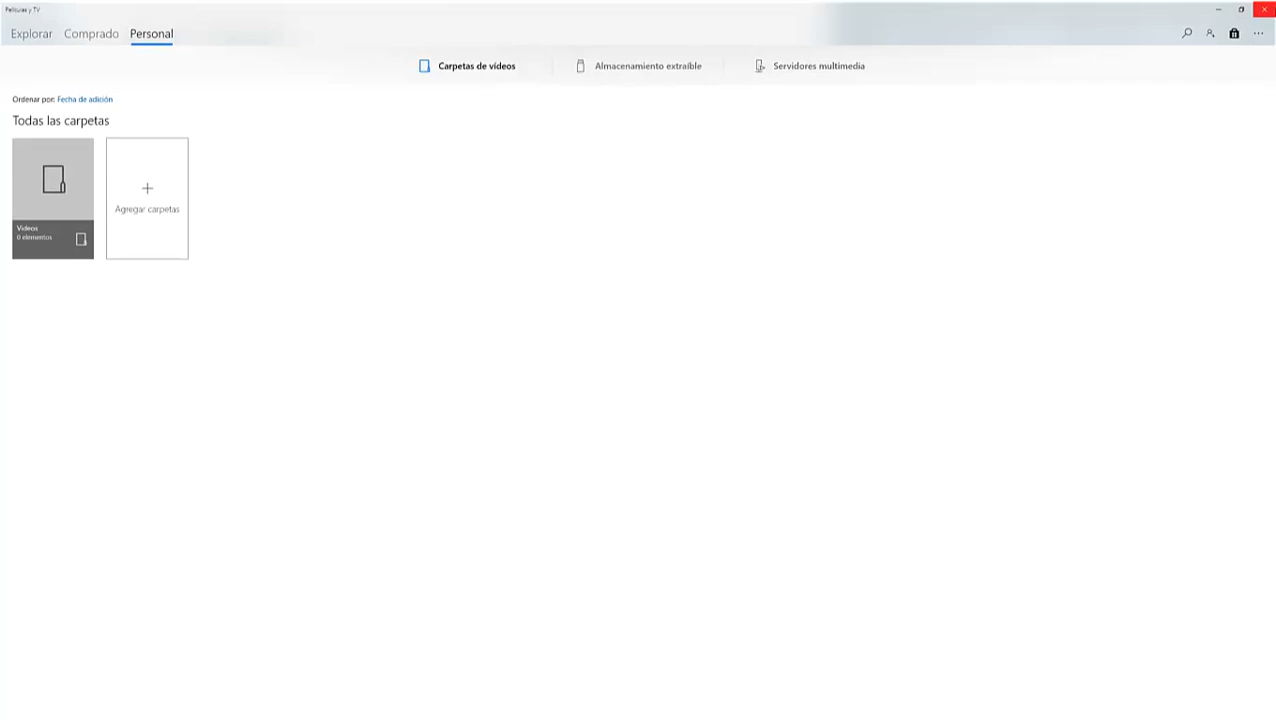 Películas y TV
Explorar
Comprado
Personal
Carpetas de vídeos
Almacenamiento extraíble
Servidores multimedia
Ordenar por: Fecha de adición
Todas las carpetas
Vídeos
0 elementos
Agregar carpetas